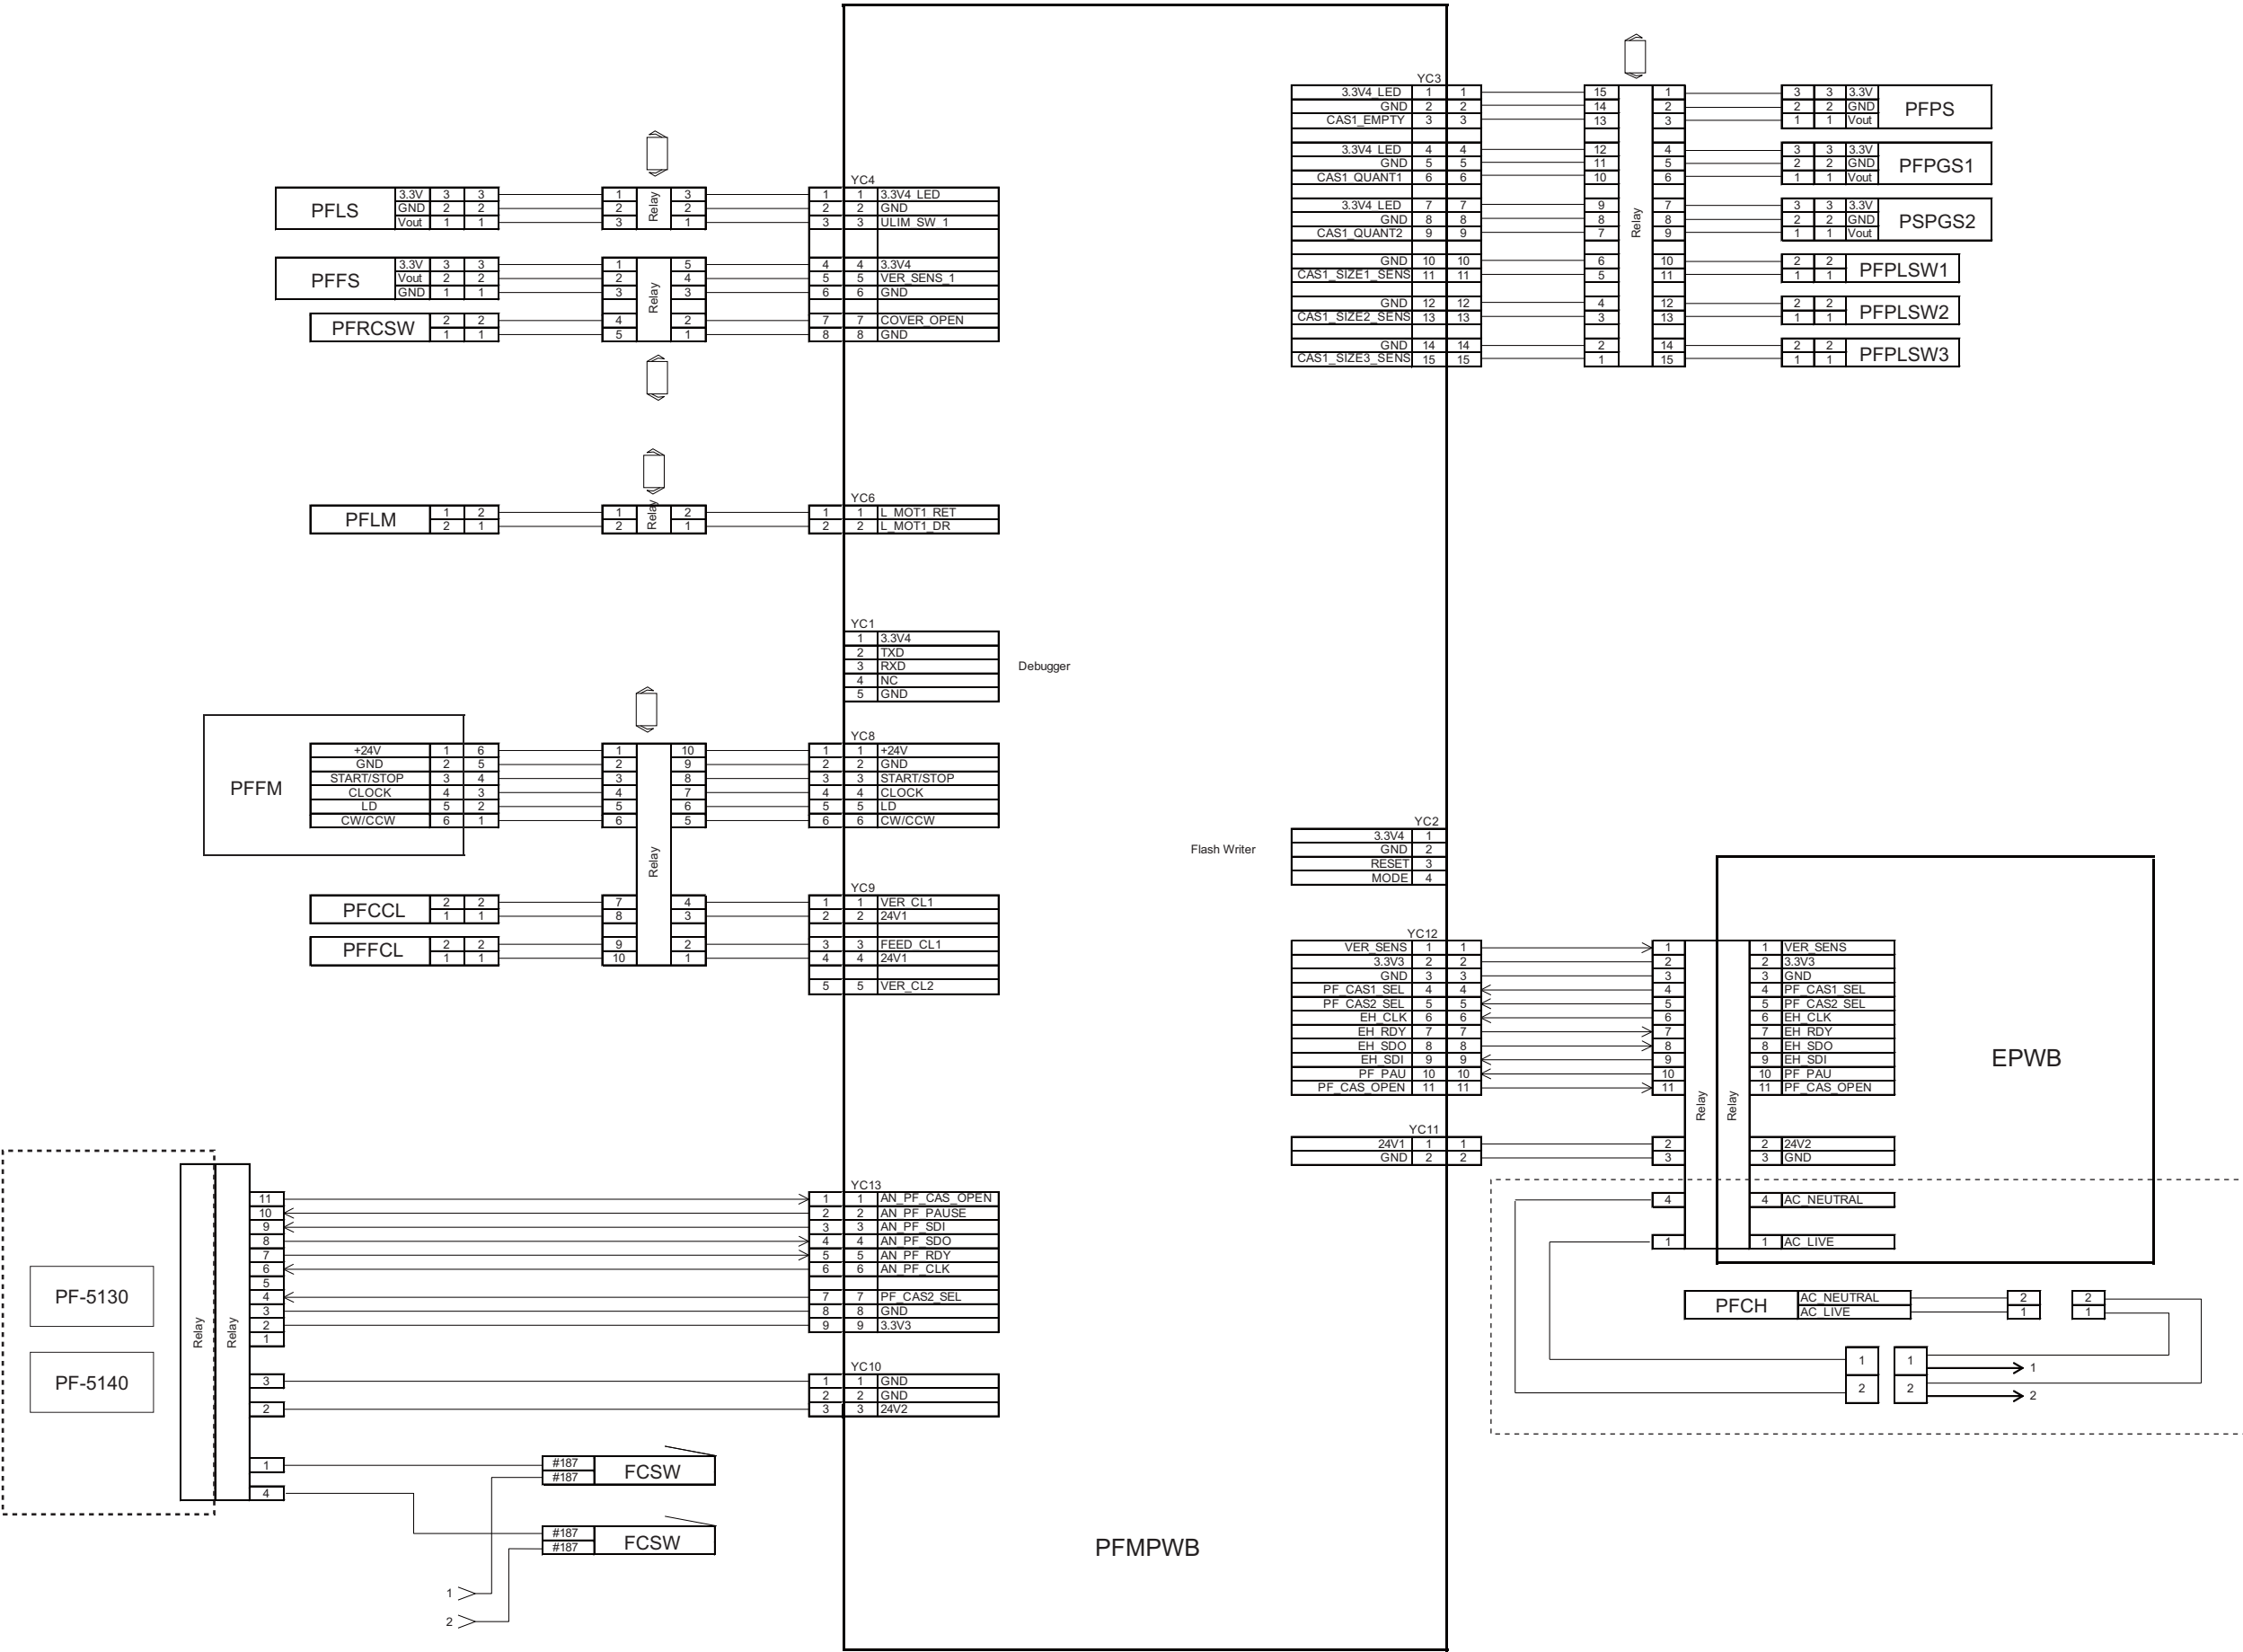 YC3
3.3V4 LED 1 1 15 1 3 3 3.3V
GND 2 2 14 2 2 2 GND PFPS
CAS1_EMPTY 3 3 13 3 1 1 Vout
3.3V4 LED 4 4 12 4 3 3 3.3V
GND 5 5 11 5 2 2 GND PFPGS1
CAS1 QUANT1 6 6 10 6 1 1 Vout
3.3V4 LED 7 7 9 7 3 3 3.3V
GND 8 8 8 8 2 2 GND PSPGS2
CAS1_QUANT2 9 9 7 9 1 1 Vout
Relay
GND 10 10 6 10 2 2 PFPLSW1
CAS1_SIZE1_SENS 11 11 5 11 1 1
GND 12 12 4 12 2 2 PFPLSW2
CAS1_SIZE2_SENS 13 13 3 13 1 1
GND 14 14 2 14 2 2 PFPLSW3
CAS1_SIZE3_SENS 15 15 1 15 1 1
YC4
3.3V 3 3 1 3 1 1 3.3V4 LED
PFLS GND 2 2 2 Relay 2 2 2 GND
Vout 1 1 3 1 3 3 ULIM_SW_1
3.3V 3 3 1 5 4 4 3.3V4
PFFS Vout 2 2 2 4 5 5 VER_SENS_1
GND 1 1 3 Relay 3 6 6 GND
PFRCSW 2 2 4 2 7 7 COVER_OPEN
1 1 5 1 8 8 GND
YC6
PFLM 1 2 1 Relay 2 1 1 L_MOT1_RET
2 1 2 1 2 2 L_MOT1_DR
YC1
1 3.3V4
2 TXD
3 RXD Debugger
4 NC
5 GND
YC8
+24V 1 6 1 10 1 1 +24V
GND 2 5 2 9 2 2 GND
START/STOP 3 4 3 8 3 3 START/STOP
PFFM
CLOCK 4 3 4 7 4 4 CLOCK
LD 5 2 5 6 5 5 LD
CW/CCW 6 1 6 5 6 6 CW/CCW
Relay
YC9
PFCCL 2 2 7 4 1 1 VER_CL1
1 1 8 3 2 2 24V1
PFFCL 2 2 9 2 3 3 FEED_CL1
1 1 10 1 4 4 24V1
5 5 VER_CL2
YC2
3.3V4 1
Flash Writer GND 2
RESET 3
MODE 4
YC12
VER_SENS 1 1 1 1 VER_SENS
3.3V3 2 2 2 2 3.3V3
GND 3 3 3 3 GND
PF_CAS1_SEL 4 4 4 4 PF_CAS1_SEL
PF_CAS2_SEL 5 5 5 5 PF_CAS2_SEL
EH_CLK 6 6 6 6 EH_CLK
EH_RDY 7 7 7 7 EH_RDY
EH_SDO 8 8 8 8 EH_SDO
EPWB
EH_SDI 9 9 9 9 EH_SDI
PF_PAU 10 10 10 10 PF_PAU
PF_CAS_OPEN 11 11 11 11 PF_CAS_OPEN
Relay Relay
YC11
24V1 1 1 2 2 24V2
GND 2 2 3 3 GND
4 4 AC_NEUTRAL
1 1 AC_LIVE
PFCH AC_NEUTRAL 2 2
AC_LIVE 1 1
1 1 1
2 2 2
YC13
11 1 1 AN_PF_CAS_OPEN
10 2 2 AN_PF_PAUSE
9 3 3 AN_PF_SDI
8 4 4 AN_PF_SDO
7 5 5 AN_PF_RDY
6 6 6 AN_PF_CLK
5
PF-5130
4 7 7 PF_CAS2_SEL
3 8 8 GND
2 9 9 3.3V3
1
Relay Relay
PF-5140
YC10
3 1 1 GND
2 2 GND
2 3 3 24V2
1 #187 FCSW
#187
4
#187 FCSW
#187
PFMPWB
1
2